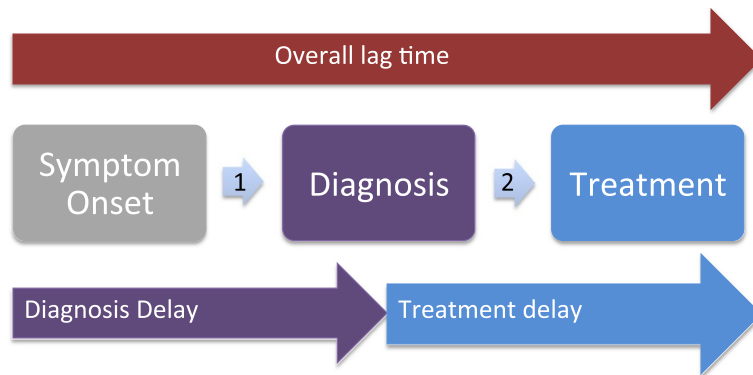 Overall lag time
Symptom
Onset
1
Diagnosis
2
Treatment
Diagnosis Delay
Treatment delay